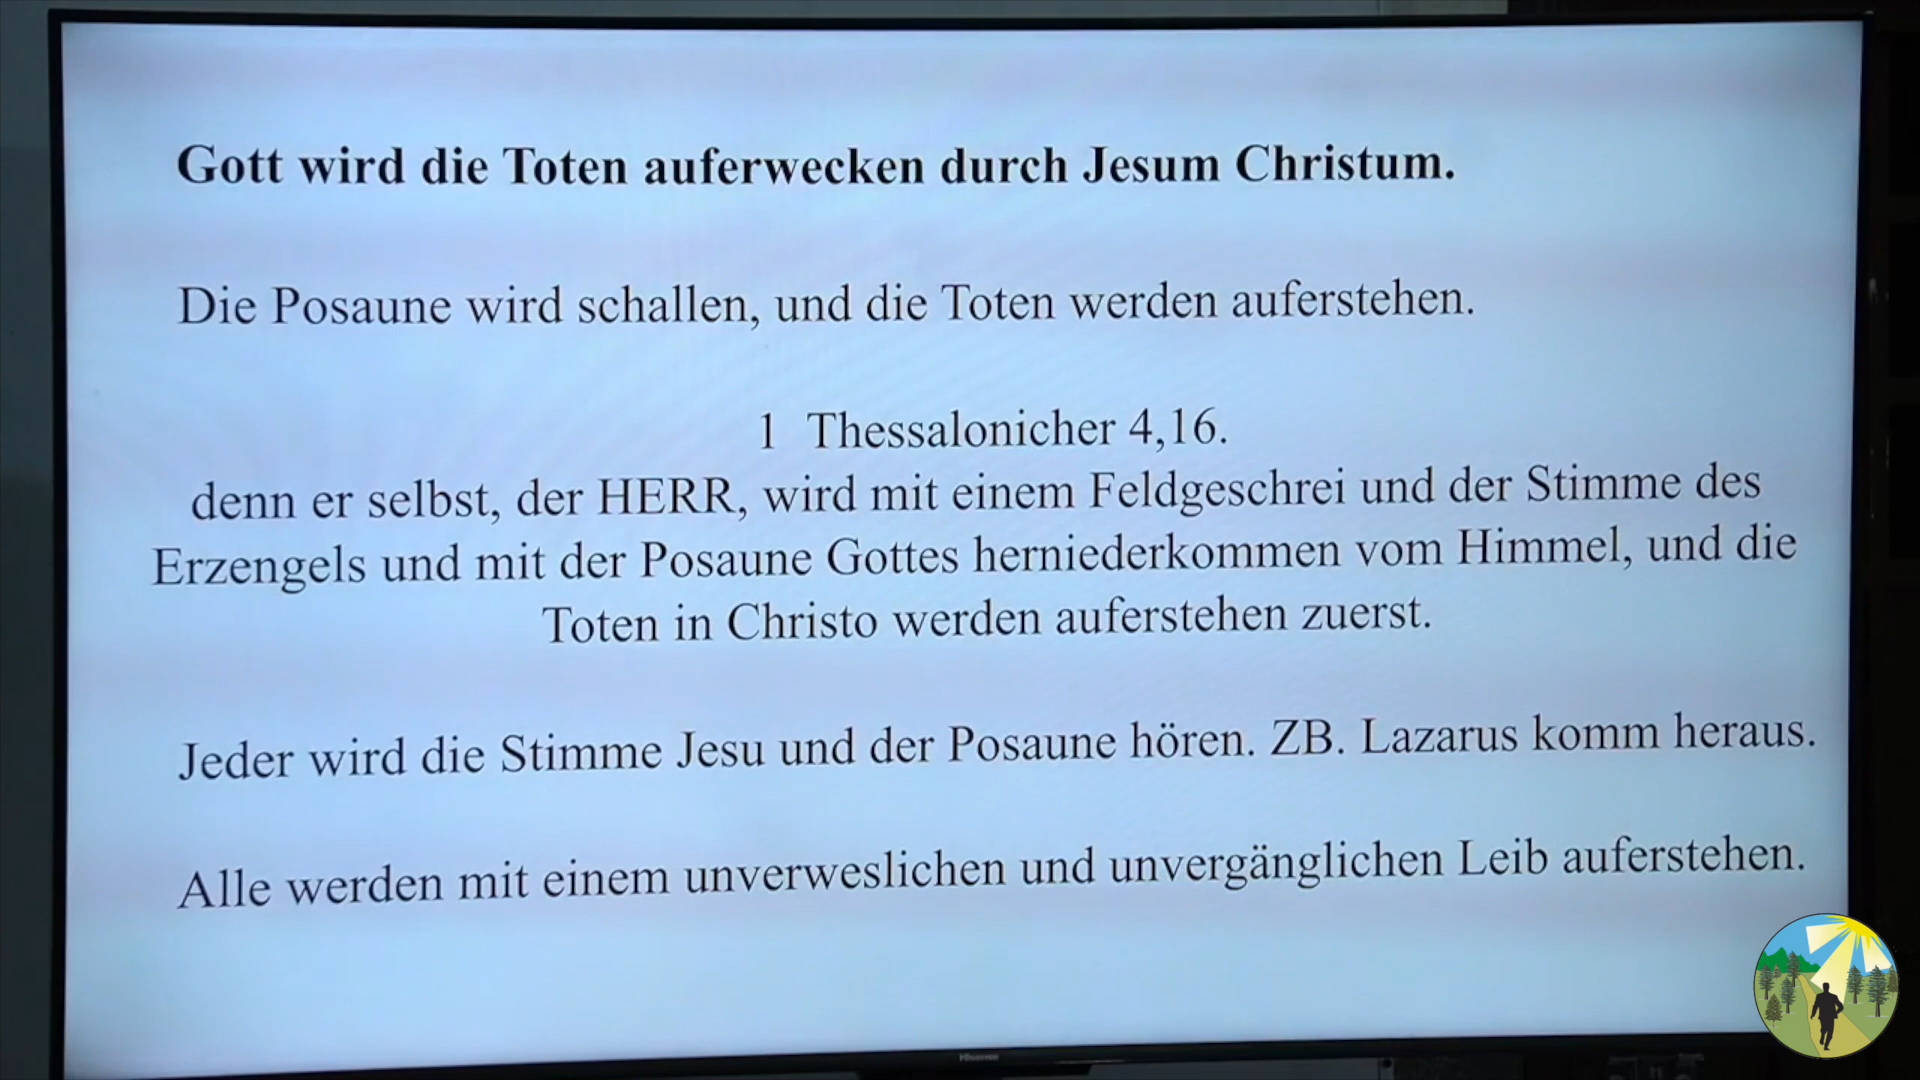 Gott wird die Toten auferwecken durch Jesum Christum.
Die Posaune wird schallen, und die Toten werden auferstehen.
1 Thessalonicher 4,16.
denn er selbst, der HERR, wird mit einem Feldgeschrei und der Stimme des
Erzengels und mit der Posaune Gottes herniederkommen vom Himmel, und die
Toten in Christo werden auferstehen zuerst.
Jeder wird die Stimme Jesu und der Posaune hören. ZB. Lazarus komm heraus.
Alle werden mit einem unverweslichen und unvergänglichen Leib auferstehen.
Hisense